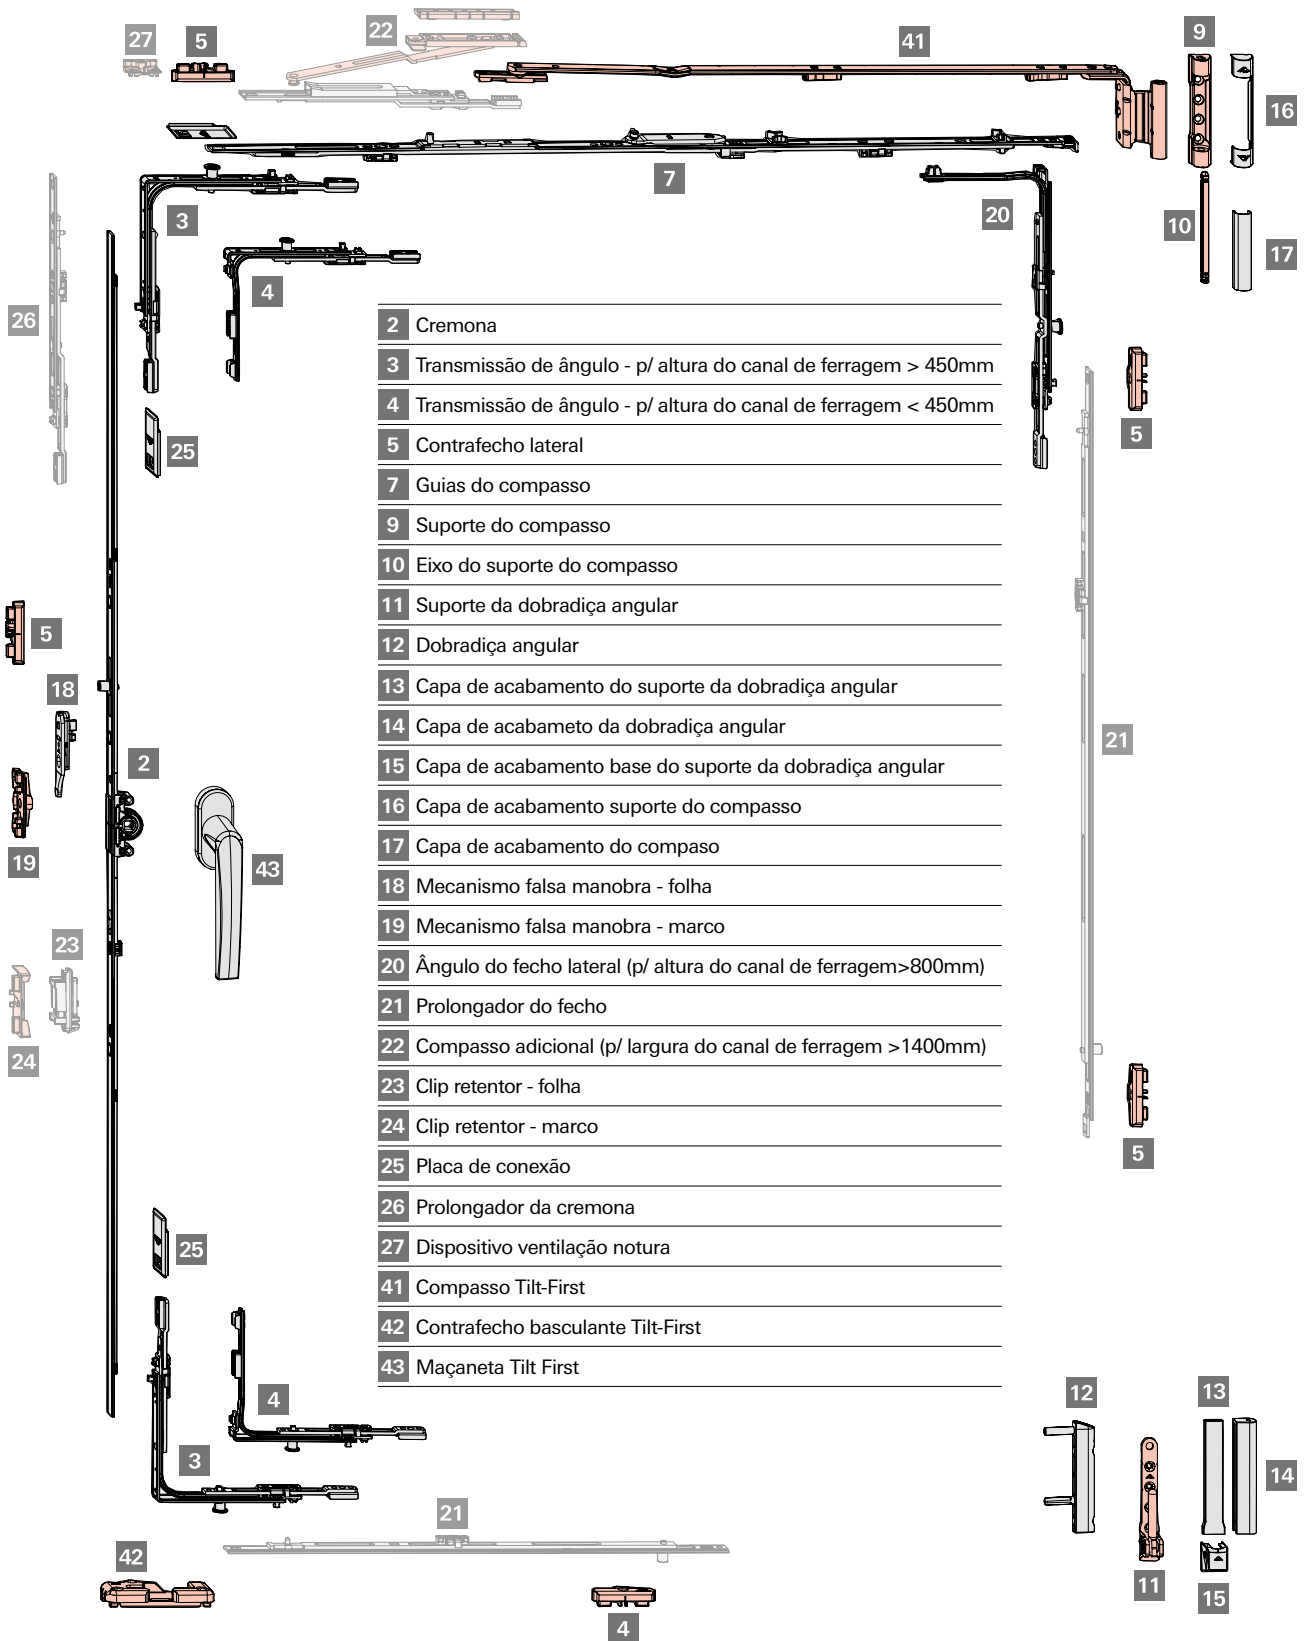 22
27
5
41
9
16
7
3
20
10
17
4
26
2 Cremona
3 Transmissão de ângulo - p/ altura do canal de ferragem > 450mm
4 Transmissão de ângulo - p/ altura do canal de ferragem < 450mm
5 Contrafecho lateral
7 Guias do compasso
9 Suporte do compasso
10 Eixo do suporte do compasso
11 Suporte da dobradiça angular
12 Dobradiça angular
13 Capa de acabamento do suporte da dobradiça angular
14 Capa de acabameto da dobradiça angular
15 Capa de acabamento base do suporte da dobradiça angular
16 Capa de acabamento suporte do compasso
17 Capa de acabamento do compaso
18 Mecanismo falsa manobra - folha
19 Mecanismo falsa manobra - marco
20 Ângulo do fecho lateral (p/ altura do canal de ferragem>800mm)
21 Prolongador do fecho
22 Compasso adicional (p/ largura do canal de ferragem >1400mm)
23 Clip retentor - folha
24 Clip retentor - marco
25 Placa de conexão
26 Prolongador da cremona
27 Dispositivo ventilação notura
41 Compasso Tilt-First
42 Contrafecho basculante Tilt-First
43 Maçaneta Tilt First
5
25
5
18
21
2
19
43
23
24
5
25
4
12
13
3
14
21
42
11
15
4